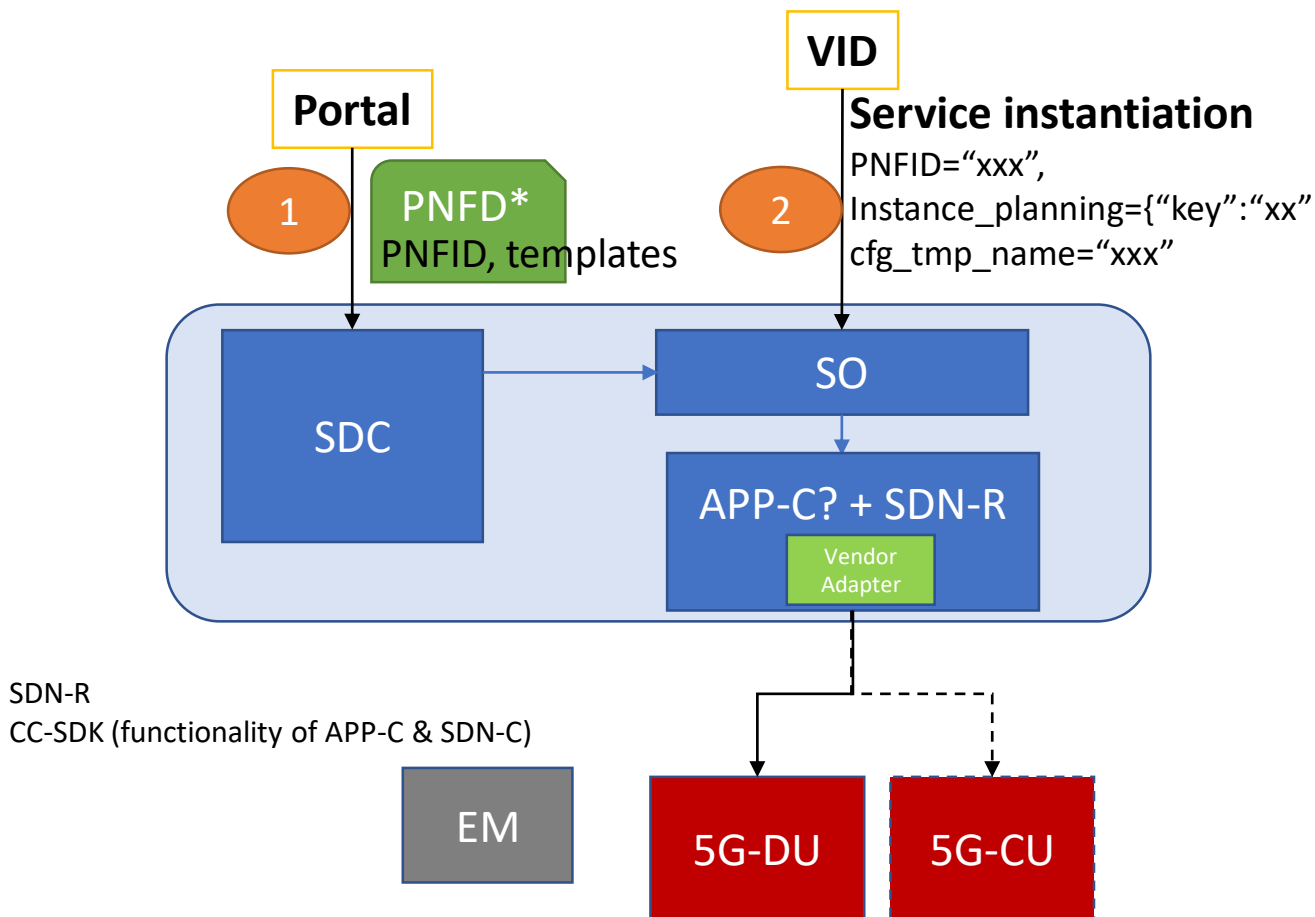 VID
Portal
Service instantiation
PNFID=“xxx”,
Instance_planning={“key”:“xx”
cfg_tmp_name=“xxx”
1
PNFD*
PNFID, templates
2
SDC
SO
APP-C? + SDN-R
Vendor
Adapter
SDN-R
CC-SDK (functionality of APP-C & SDN-C)
EM
5G-DU
5G-CU